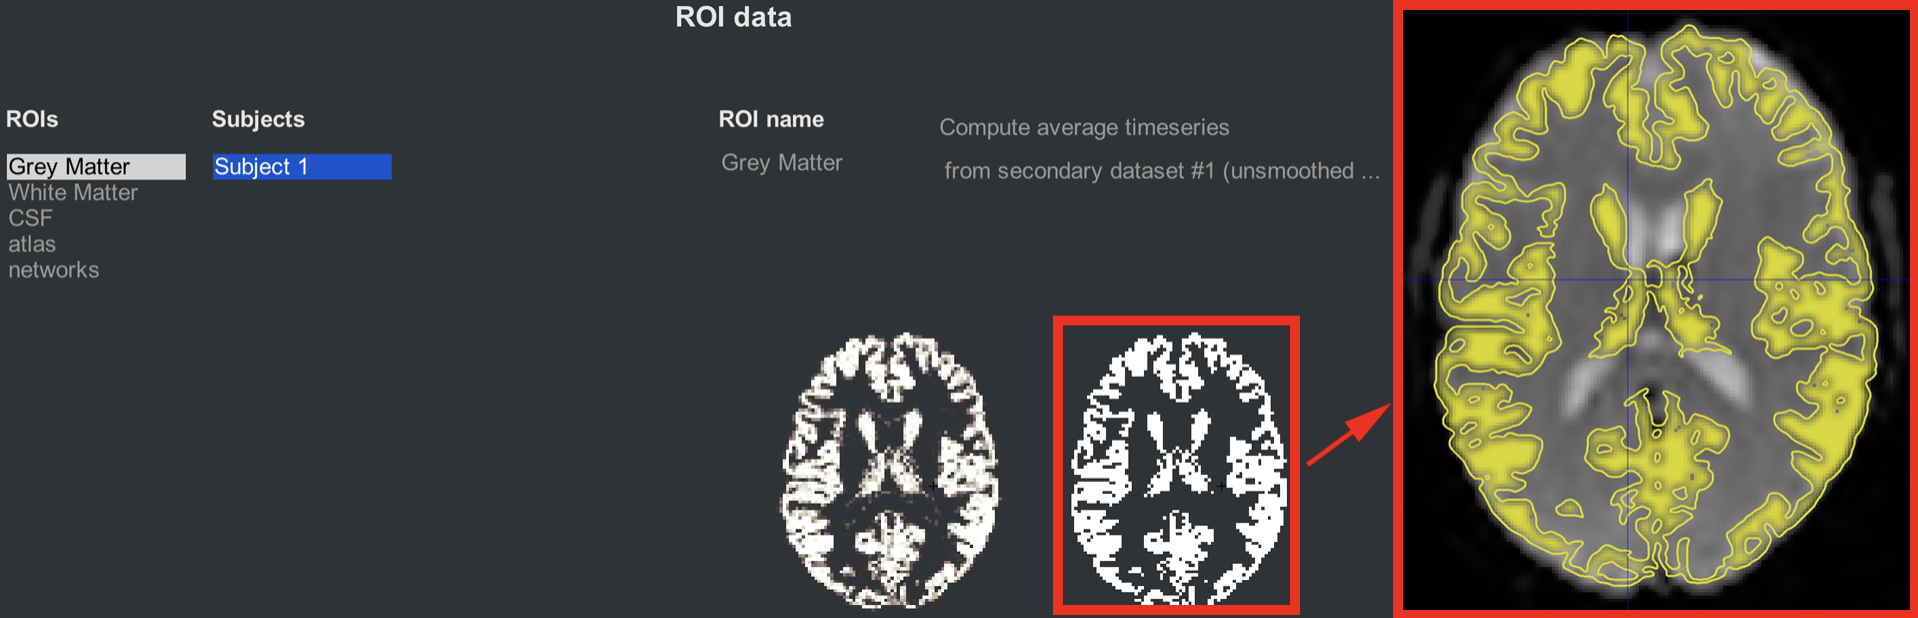 ROI data
ROIs
Subjects
ROI name
Compute average timeseries
Grey Matter
Subject 1
Grey Matter
from secondary dataset #1 (unsmoothed ...
White Matter
CSF
atlas
networks